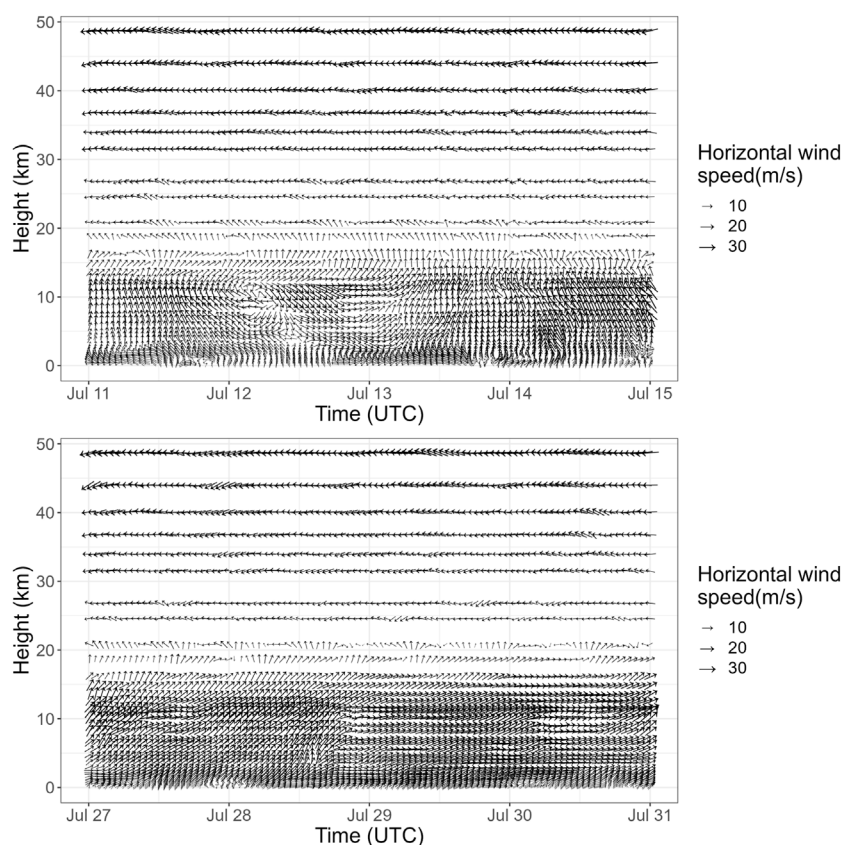 50
40
30
20
10
0
Height (km)
Jul 11 Jul 12 Jul 13 Jul 14 Jul 15
Time (UTC)
Horizontal wind
speed(m/s)
10
20
30
50
40
30
20
10
0
Height (km)
Jul 27 Jul 28 Jul 29 Jul 30 Jul 31
Time (UTC)
Horizontal wind
speed(m/s)
10
20
30